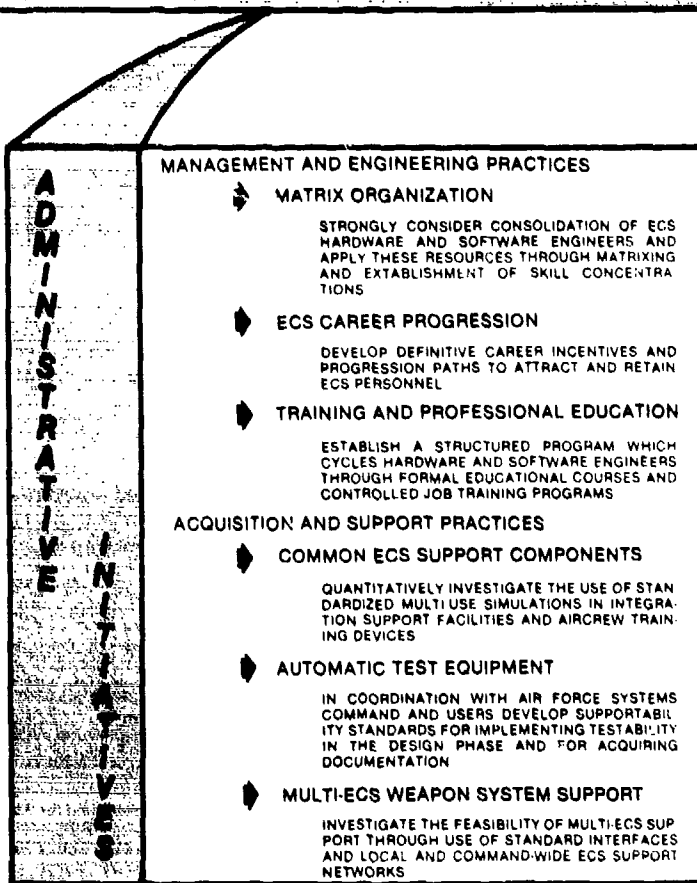 ADMINISTRATIVE
INITIATIVES
MANAGEMENT AND ENGINEERING PRACTICES
MATRIX ORGANIZATION
STRONGLY CONSIDER CONSOLIDATION OF ECS
HARDWARE AND SOFTWARE ENGINEERS AND
APPLY THESE RESOURCES THROUGH MATRIXING
AND EXTABLISHMENT OF SKILL CONCENTRA
TIONS
ECS CAREER PROGRESSION
DEVELOP DEFINITIVE CAREER INCENTIVES AND
PROGRESSION PATHS TO ATTRACT AND RETAIN
ECS PERSONNEL
TRAINING AND PROFESSIONAL EDUCATION
ESTABLISH A STRUCTURED PROGRAM WHICH
CYCLES HARDWARE AND SOFTWARE ENGINEERS
THROUGH FORMAL EDUCATIONAL COURSES AND
CONTROLLED JOB TRAINING PROGRAMS
ACQUISITION AND SUPPORT PRACTICES
COMMON ECS SUPPORT COMPONENTS
QUANTITATIVELY INVESTIGATE THE USE OF STAN
DARDIZED MULTI USE SIMULATIONS IN INTEGRA-
TION SUPPORT FACILITIES AND AIRCREW TRAIN-
ING DEVICES
AUTOMATIC TEST EQUIPMENT
IN COORDINATION WITH AIR FORCE SYSTEMS
COMMAND AND USERS DEVELOP SUPPORTABIL
ITY STANDARDS FOR IMPLEMENTING TESTABILITY
IN THE DESIGN PHASE AND FOR ACQUIRING
DOCUMENTATION
MULTI-ECS WEAPON SYSTEM SUPPORT
INVESTIGATE THE FEASIBILITY OF MULTI-ECS SUP
PORT THROUGH USE OF STANDARD INTERFACES
AND LOCAL AND COMMAND-WIDE ECS SUPPORT
NETWORKS